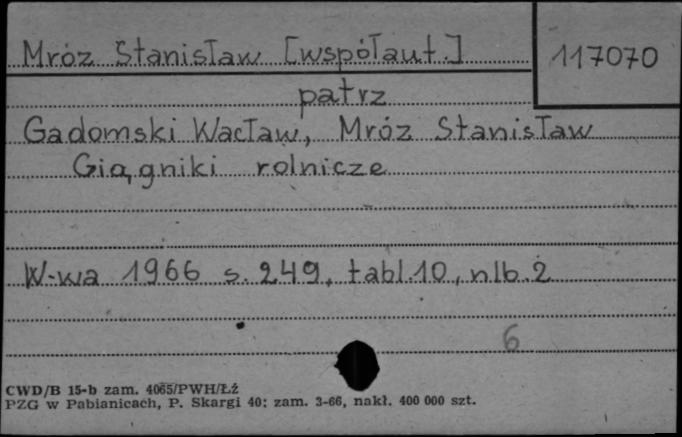 Mróz Stanisław [współaut.]
117070
patrz
Gadomski Wacław, Mróz Stanisław
Ciągniki rolnicze
W-wa 1966 s. 249, tabl. 10, nlb. 2
6
CWD/B 15-b zam. 4065/PWH/Łź
PZG w Pabianicach, P. Skargi 40; zam. 3-66, nakł. 400 000 szt.